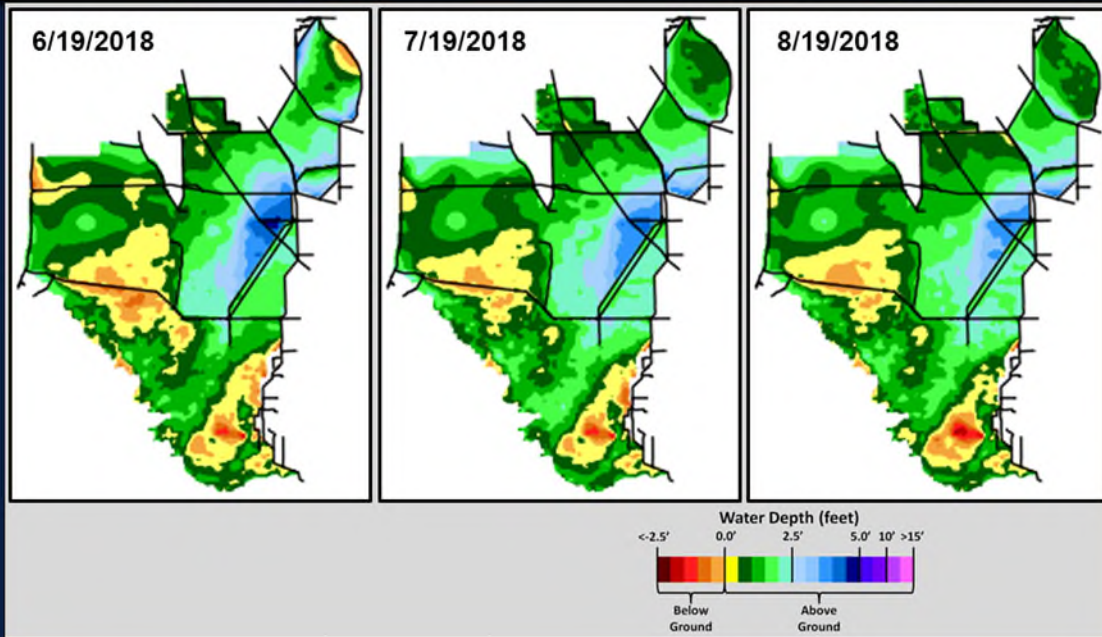 6/19/2018
7/19/2018
8/19/2018
Water Depth (feet)
<-2.5' 0.0' 2.5' 5.0' 10' >15'
Below Above
Ground Ground